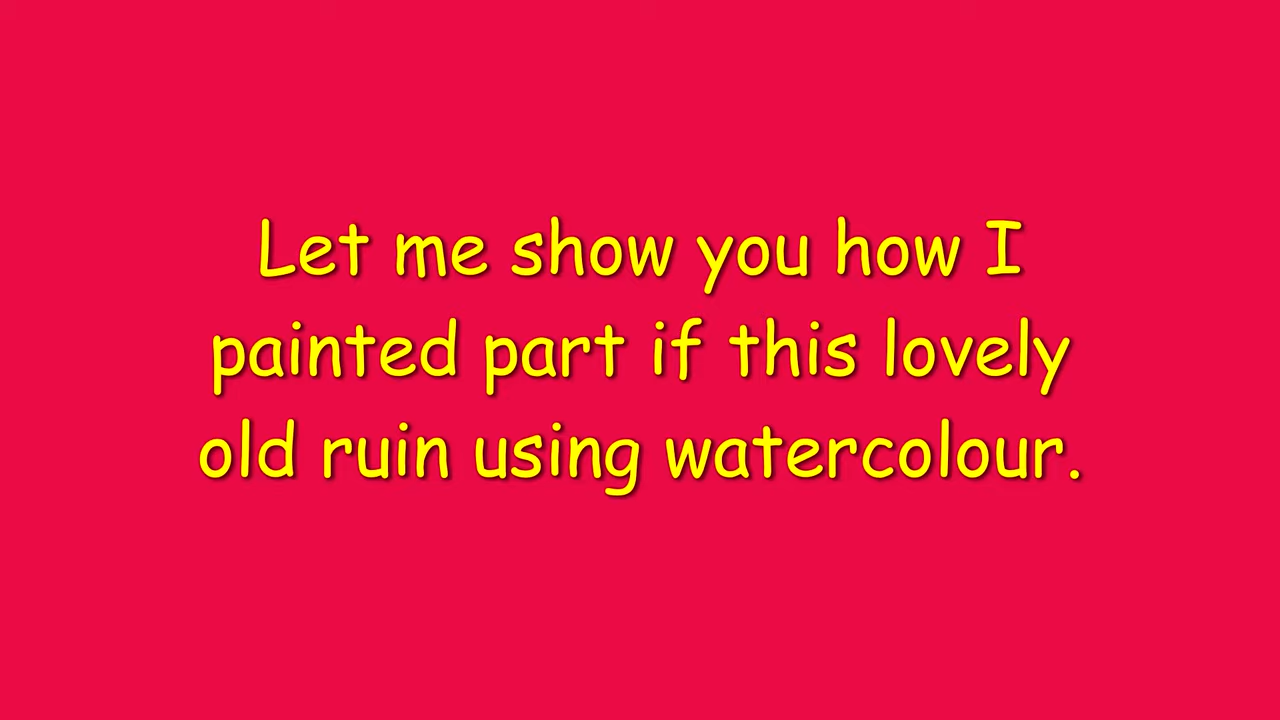 Let me show you how I
painted part if this lovely
old ruin using watercolour.